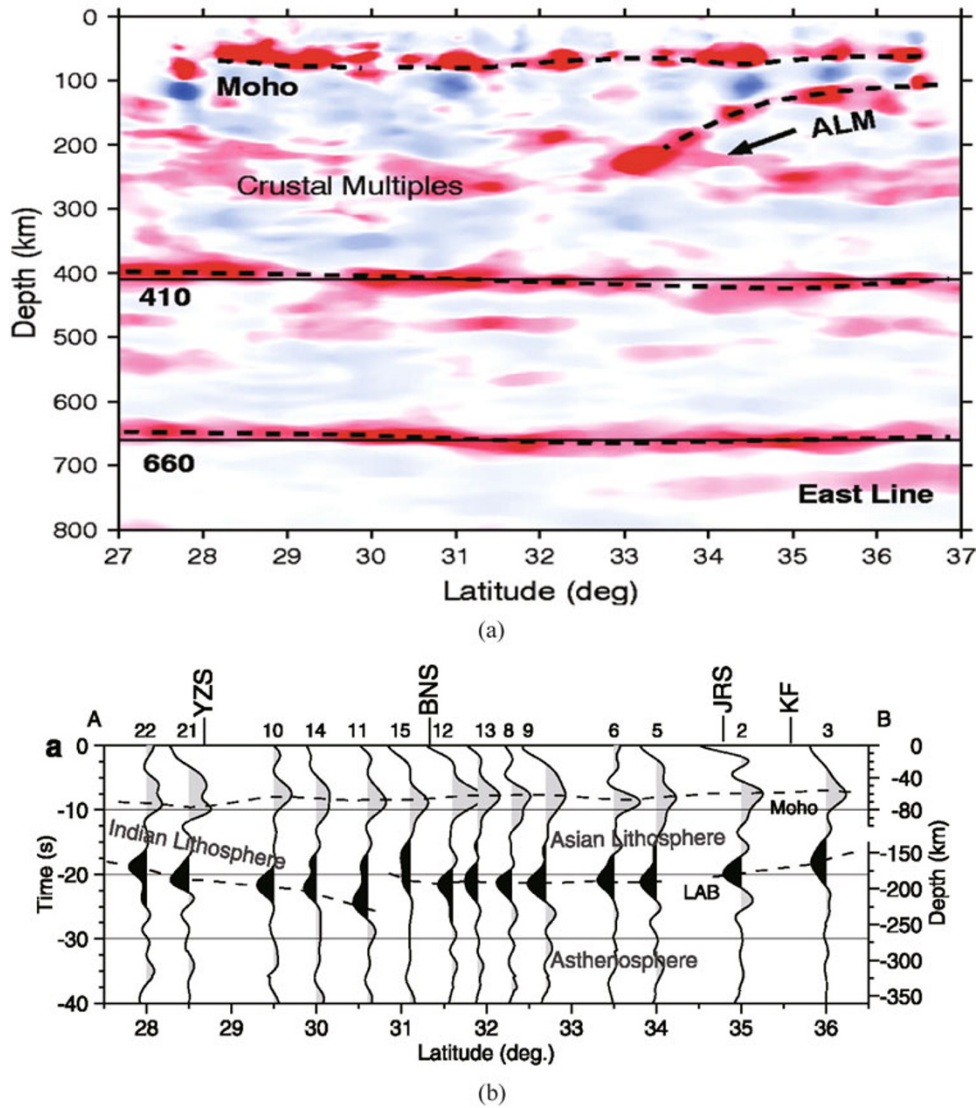 0
100
200
300
400
500
600
700
800
Depth (km)
Moho
ALM
Crustal Multiples
410
660
East Line
27 28 29 30 31 32 33 34 35 36 37
Latitude (deg)
(a)
YZS BNS JRS KF
A B
22 21 10 14 11 15 12 13 8 9 6 5 2 3
a
0
-10
-20
-30
-40
Time (s)
0
-40
-80
-150
-200
-250
-300
-350
Depth (km)
Moho
Indian Lithosphere
Asian Lithosphere
LAB
Asthenosphere
28 29 30 31 32 33 34 35 36
Latitude (deg.)
(b)